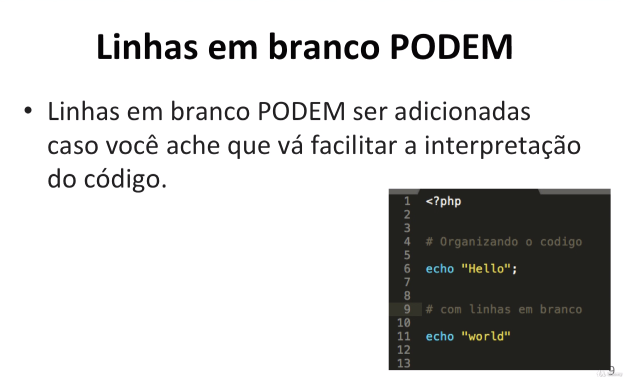 Linhas em branco PODEM
• Linhas em branco PODEM ser adicionadas
caso você ache que vá facilitar a interpretação
do código.
1 <?php
2
3
4 # Organizando o codigo
5
6 echo "Hello";
7
8
9 # com linhas em branco
10
11 echo "world"
12
13
9